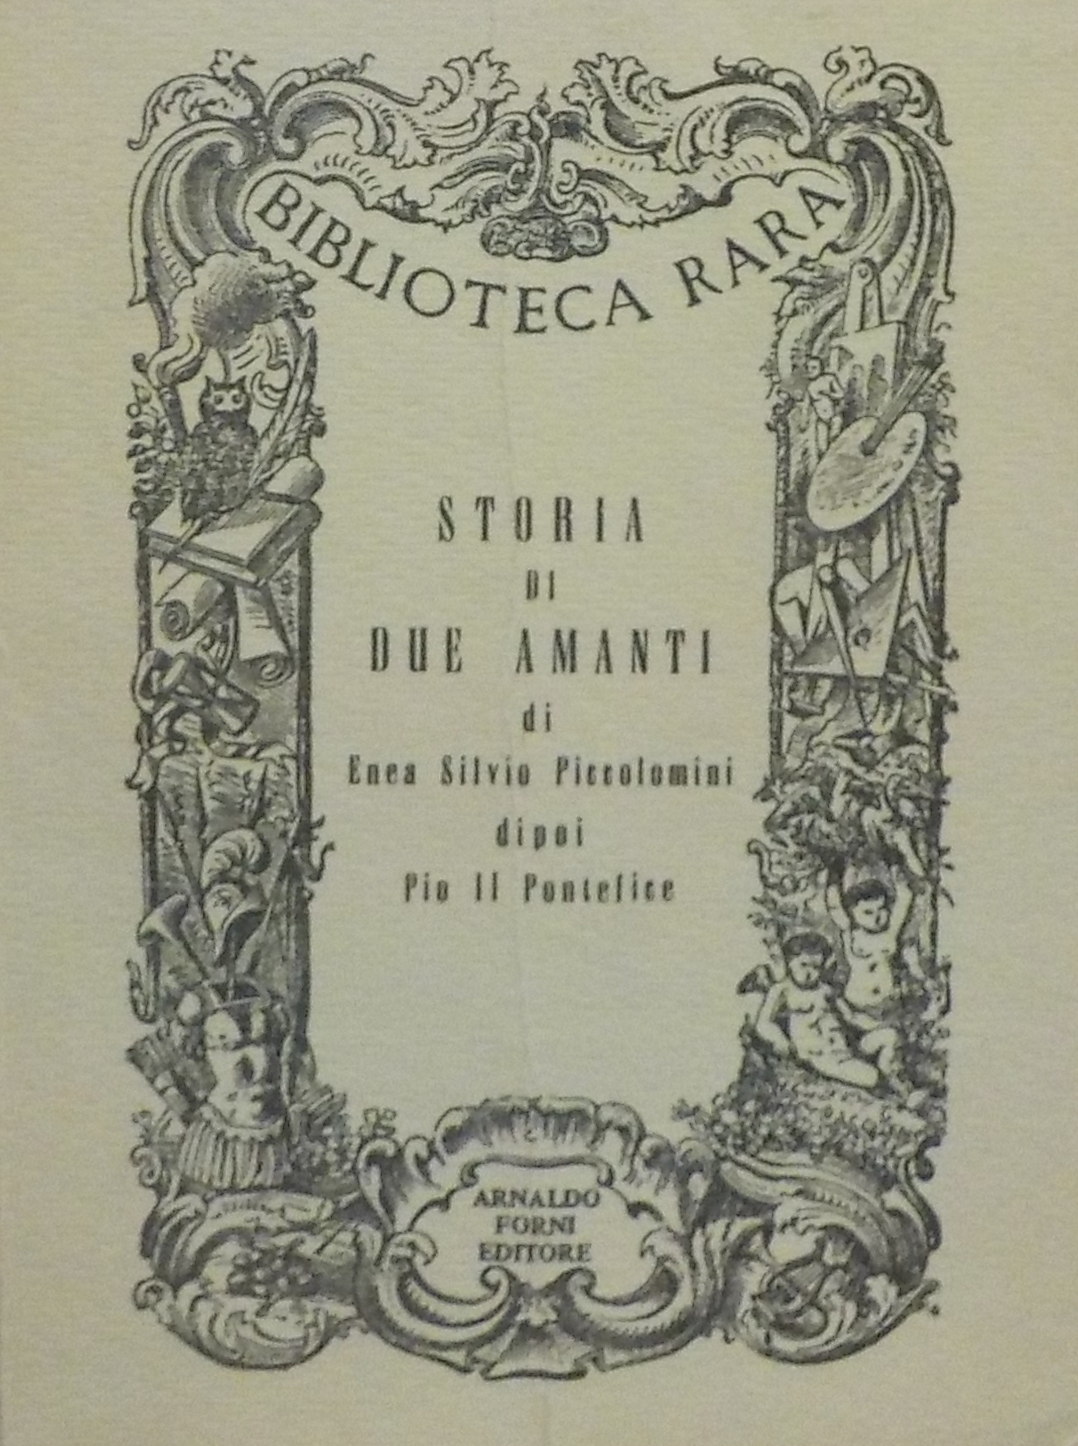 BIBLIOTECA RARA
STORIA
DI
DUE AMANTI
di
Enea Silvio Piccolomini
dipoi
Pio II Pontefice
ARNALDO
FORNI
EDITORE